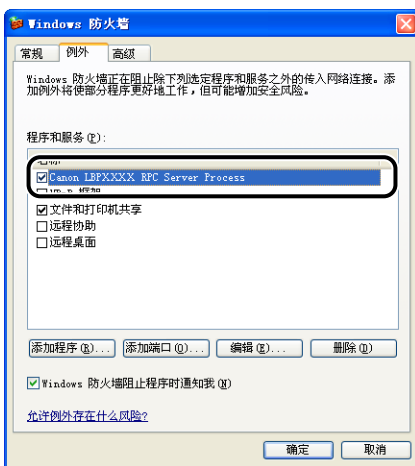 Windows 防火墙
常规 例外 高级
Windows 防火墙正在阻止除下列选定程序和服务之外的传入网络连接。添
加例外将使部分程序更好地工作，但可能增加安全风险。
程序和服务(P):
名称
Canon LBPXXXX RPC Server Process
UPnP 框架
文件和打印机共享
远程协助
远程桌面
添加程序(R)... 添加端口(O)... 编辑(E)... 删除(D)
Windows 防火墙阻止程序时通知我(N)
允许例外存在什么风险?
确定 取消